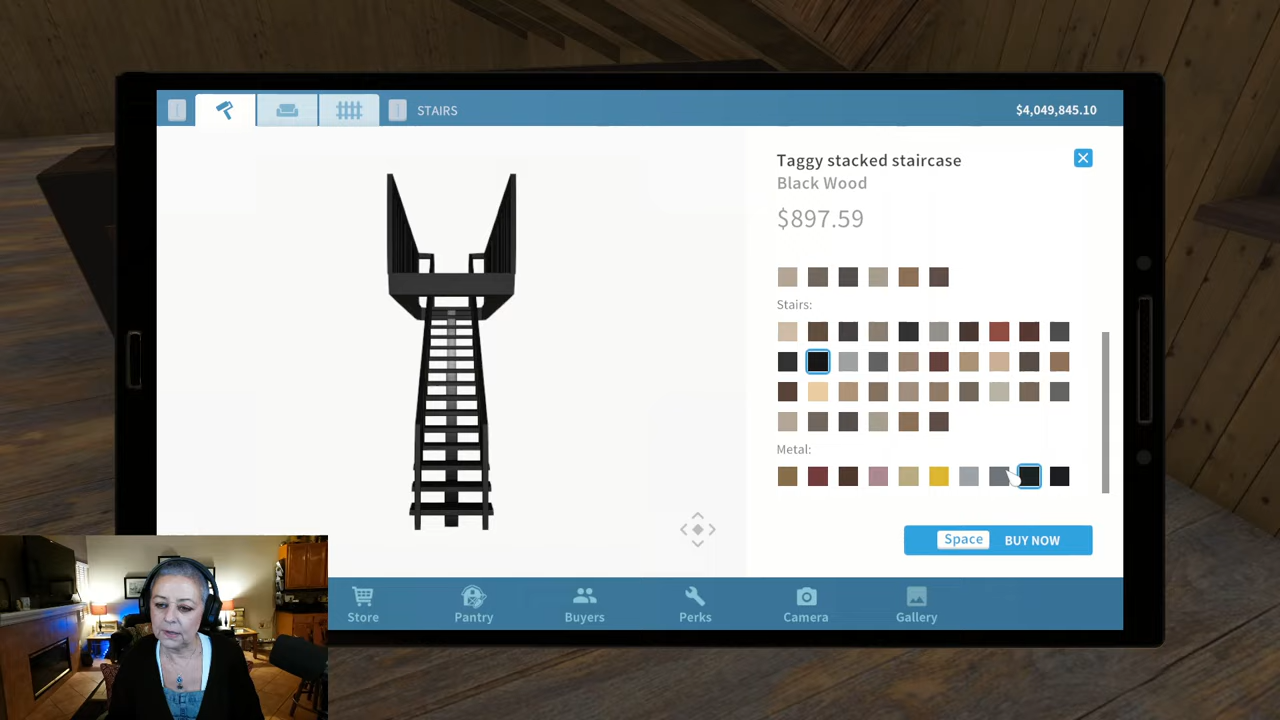 STAIRS
$4,049,845.10
Taggy stacked staircase
Black Wood
$897.59
Stairs:
Metal:
Space BUY NOW
Store Pantry Buyers Perks Camera Gallery